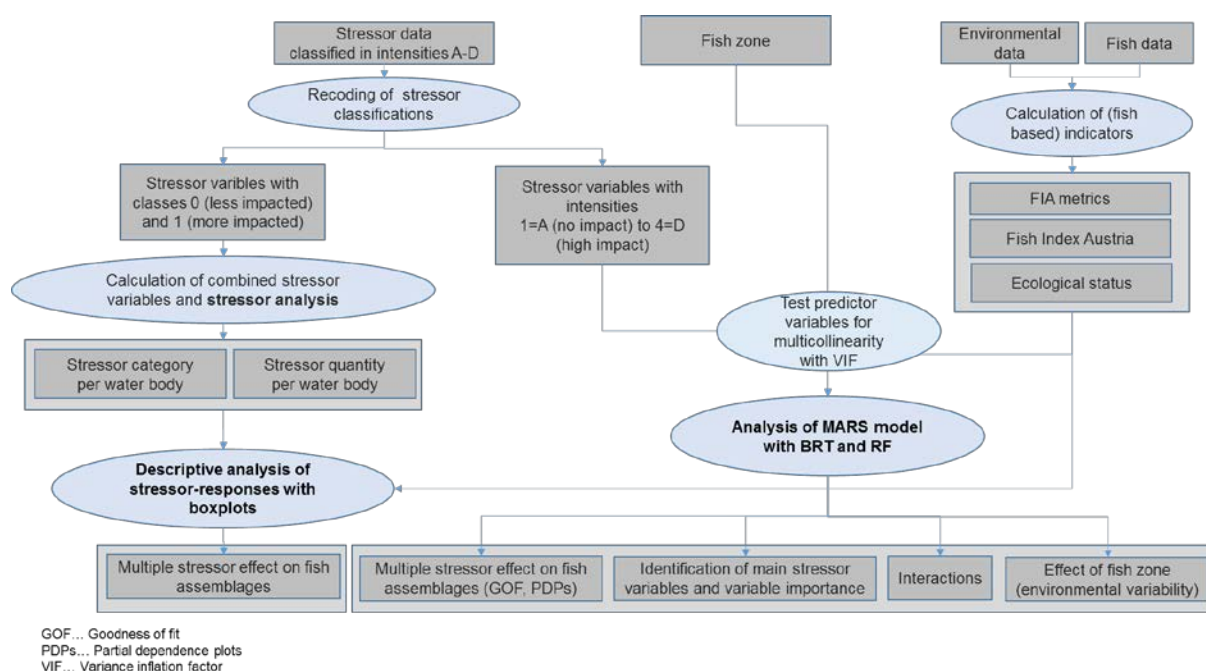 Stressor data
classified in intensities A-D
Fish zone
Environmental
data
Fish data
Recoding of stressor
classifications
Calculation of (fish
based) indicators
Stressor varibles with
classes 0 (less impacted)
and 1 (more impacted)
Stressor variables with
intensities
1=A (no impact) to 4=D
(high impact)
FIA metrics
Fish Index Austria
Ecological status
Calculation of combined stressor
variables and stressor analysis
Test predictor
variables for
multicollinearity
with VIF
Stressor category
per water body
Stressor quantity
per water body
Analysis of MARS model
with BRT and RF
Descriptive analysis of
stressor-responses with
boxplots
Multiple stressor effect on fish
assemblages
Multiple stressor effect on fish
assemblages (GOF, PDPs)
Identification of main stressor
variables and variable importance
Interactions
Effect of fish zone
(environmental variability)
GOF... Goodness of fit
PDPs... Partial dependence plots
VIF... Variance inflation factor